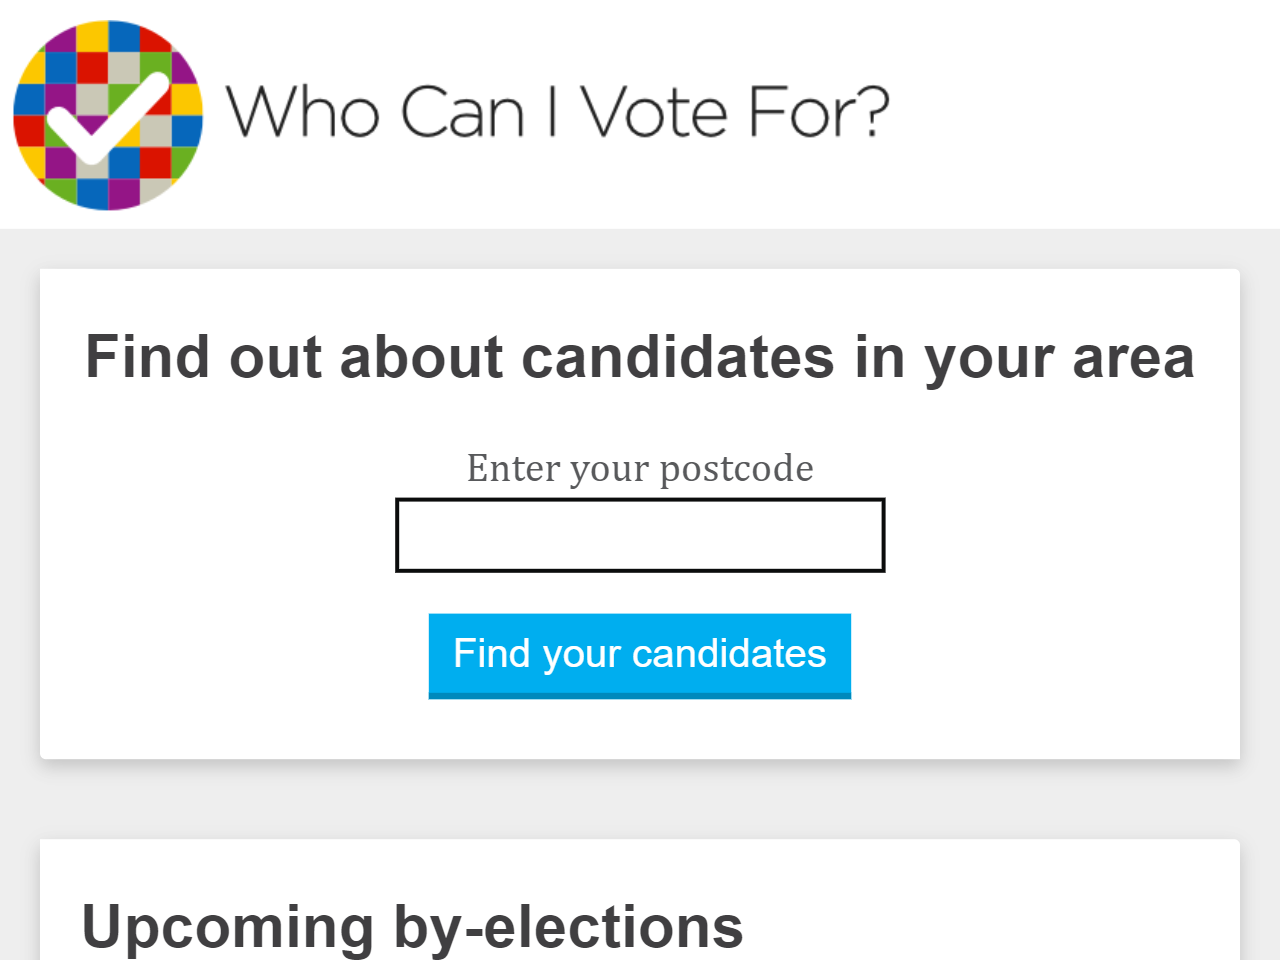 Who Can I Vote For?
Find out about candidates in your area
Enter your postcode
Find your candidates
Upcoming by-elections